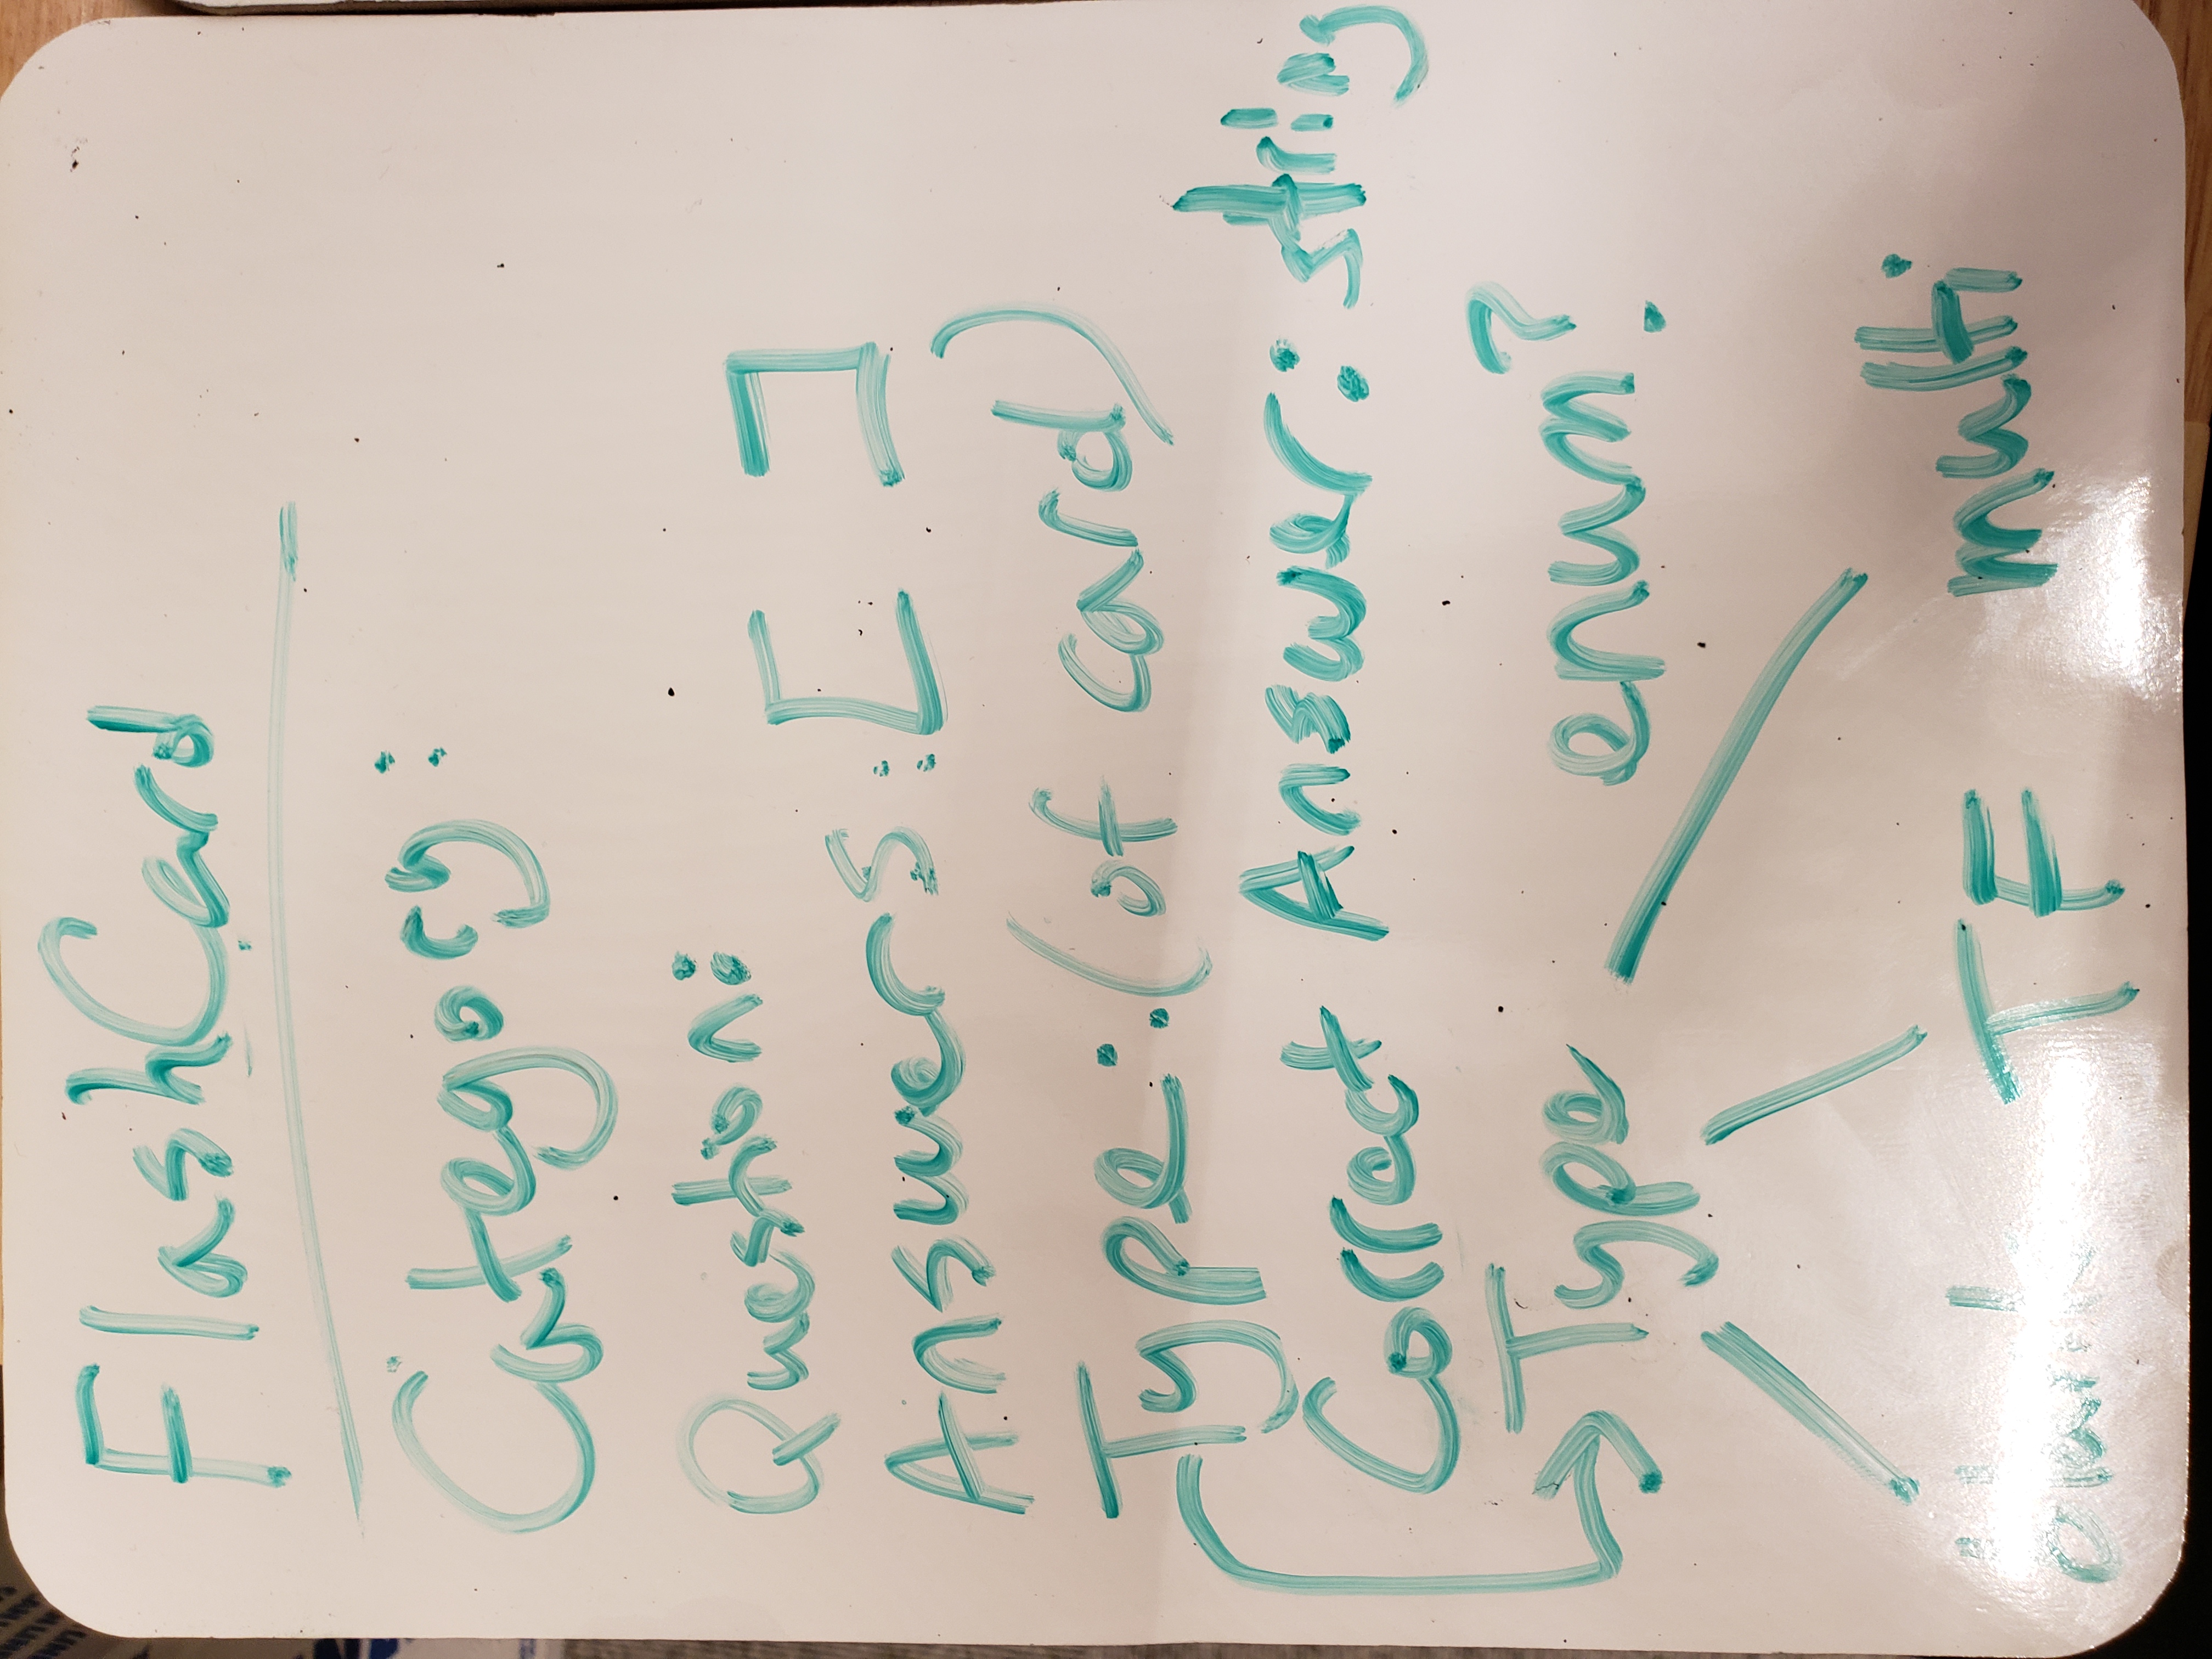 FlashCard
Category:
Question:
Answers: [ ]
Type: (of card)
Correct Answer: string
Type enum?
blank TF multi